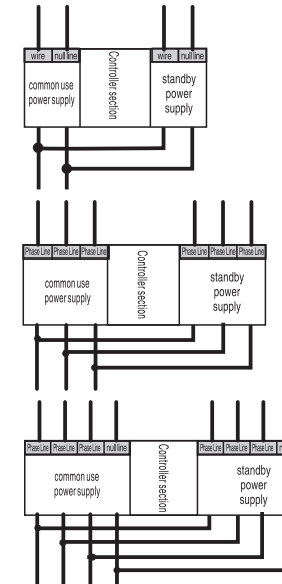 wire null line wire null line
common use
power supply
Controller section
standby
power
supply
Phase Line Phase Line Phase Line Phase Line Phase Line Phase Line
common use
power supply
Controller section
standby
power
supply
Phase Line Phase Line Phase Line null line Phase Line Phase Line Phase Line
common use
power supply
Controller section
standby
power
supply